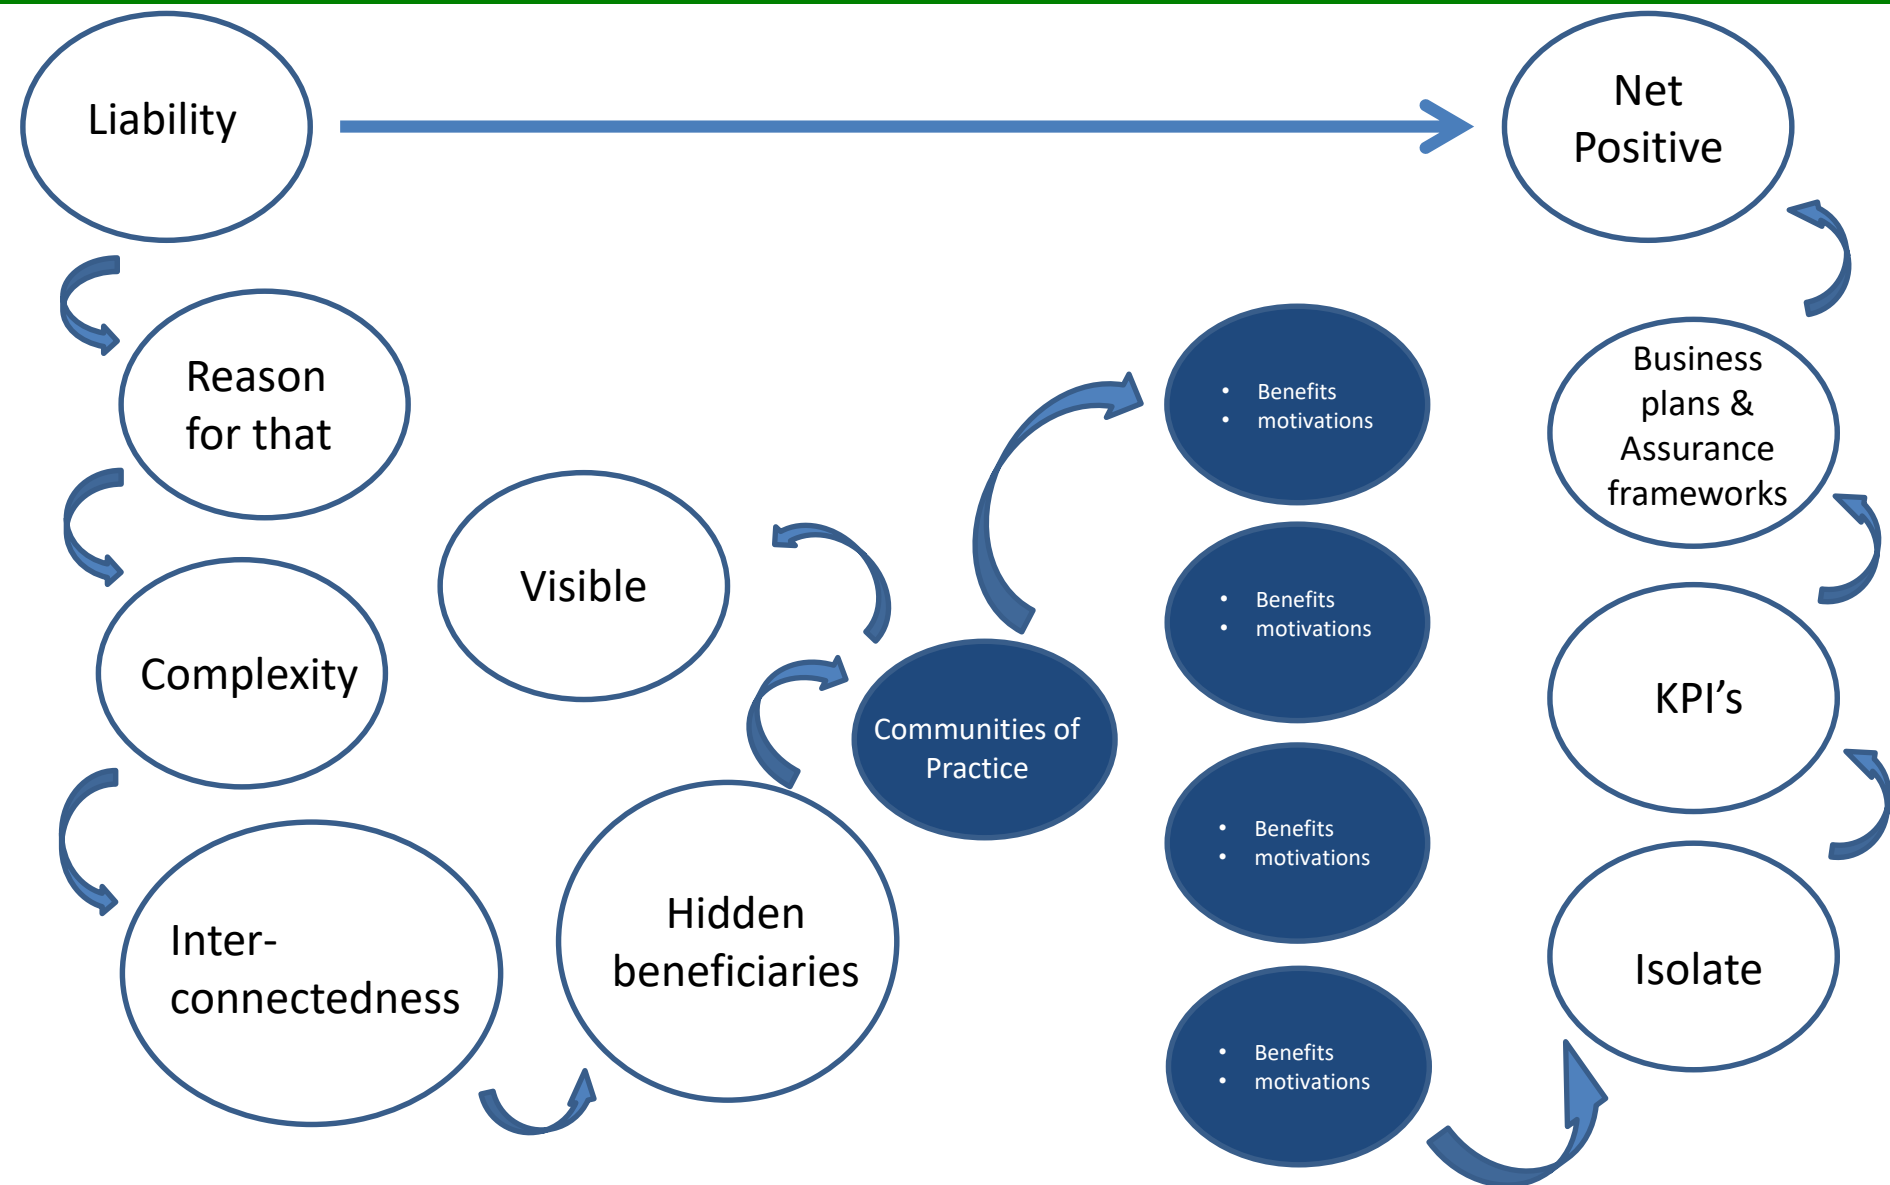 Liability
Net
Positive
Reason
for that
Complexity
Inter-
connectedness
Hidden
beneficiaries
Visible
Communities of
Practice
• Benefits
• motivations
• Benefits
• motivations
• Benefits
• motivations
• Benefits
• motivations
Isolate
KPI’s
Business
plans &
Assurance
frameworks